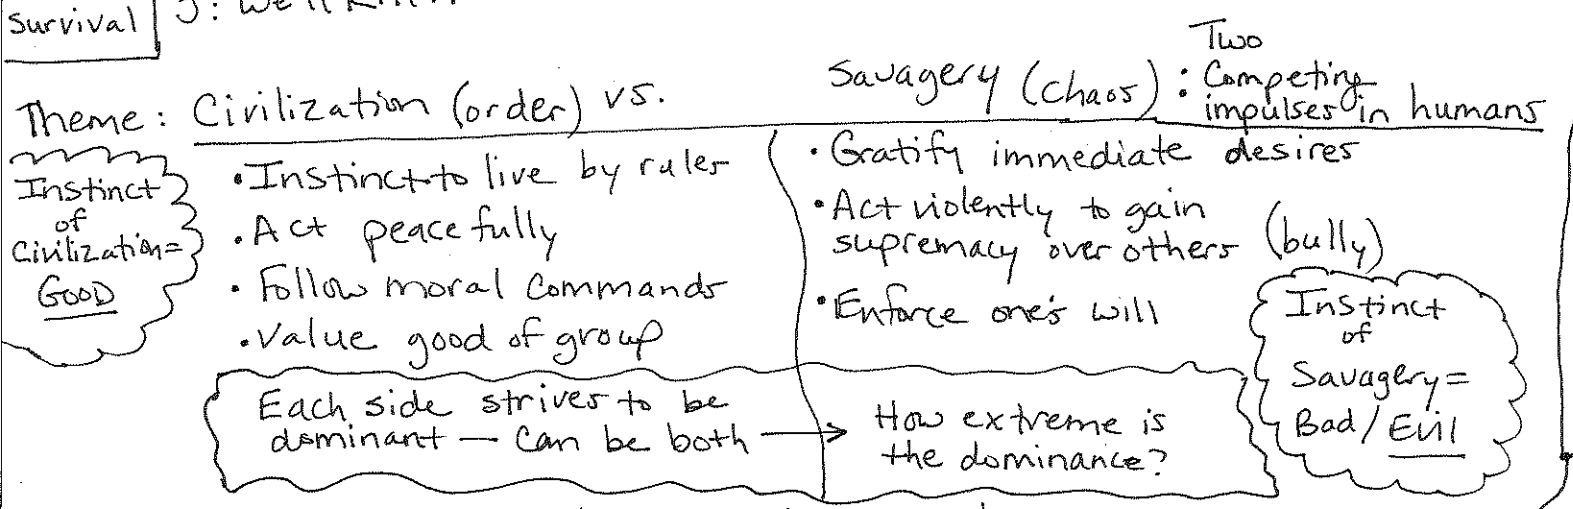 Survival
J: We'll
Two
Theme: Civilization (order) vs. Savagery (chaos): Competing impulses in humans
Instinct
of
Civilization=
GOOD
• Instinct to live by rules
• Act peacefully
• Follow moral commands
• Value good of group
• Gratify immediate desires
• Act violently to gain
supremacy over others (bully)
• Enforce one's will
Instinct
of
Savagery=
Bad/Evil
Each side strives to be
dominant — can be both →
How extreme is
the dominance?